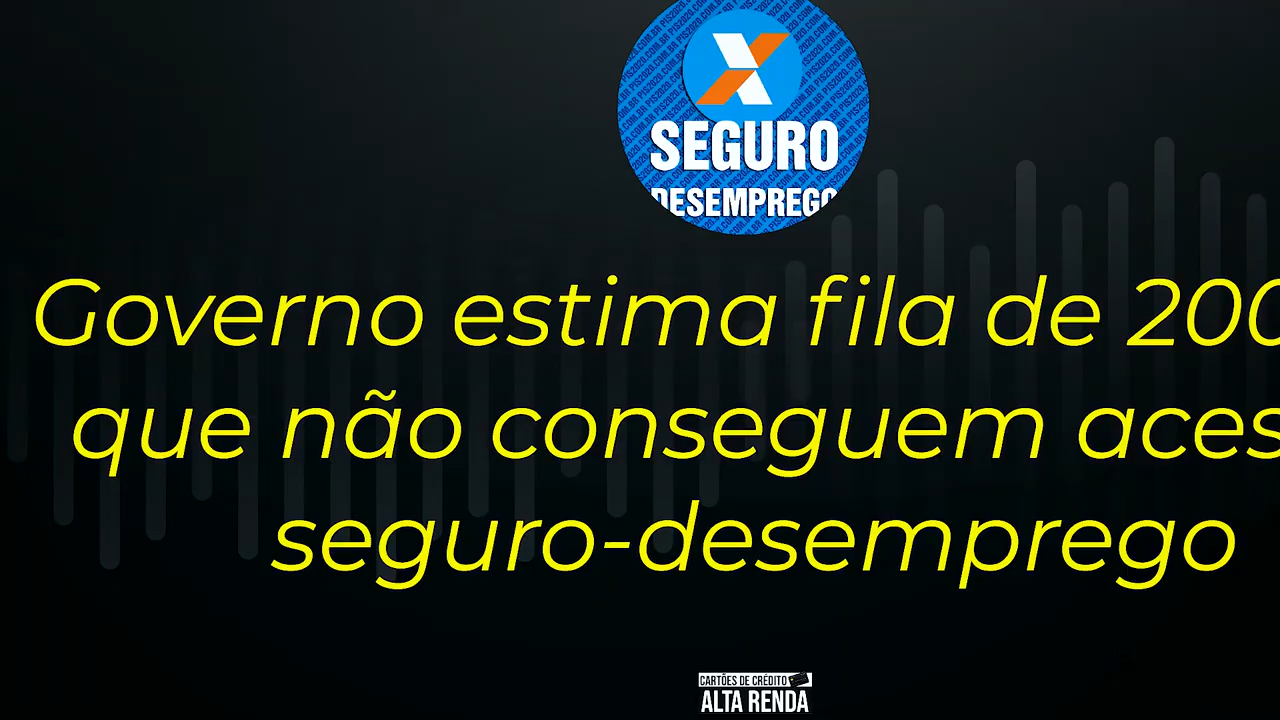 SEGURO
DESEMPREGO
Governo estima fila de 200
que não conseguem aces
seguro-desemprego
CARTÕES DE CRÉDITO
ALTA RENDA